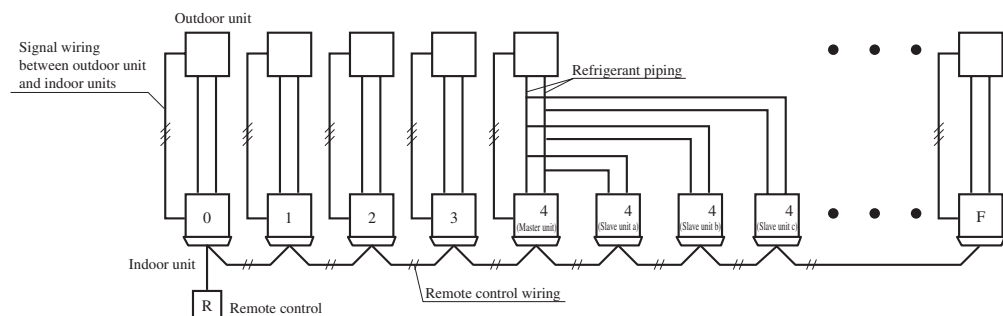 Outdoor unit
Signal wiring
between outdoor unit
and indoor units
Refrigerant piping
0
1
2
3
4
(Master unit)
4
(Slave unit a)
4
(Slave unit b)
4
(Slave unit c)
F
Indoor unit
Remote control wiring
R
Remote control